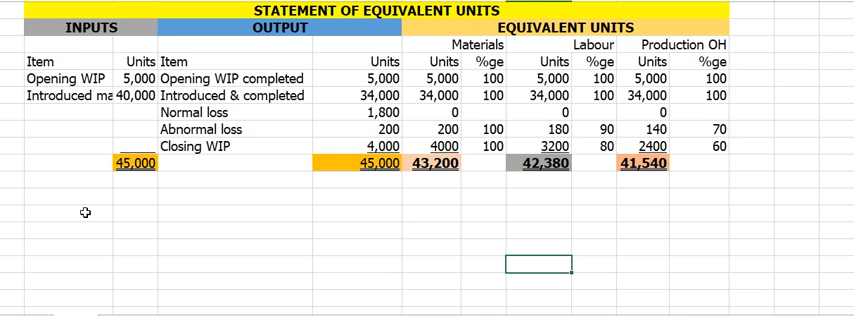 STATEMENT OF EQUIVALENT UNITS
INPUTS OUTPUT EQUIVALENT UNITS
Materials Labour Production OH
Item Units Item Units Units %ge Units %ge Units %ge
Opening WIP 5,000 Opening WIP completed 5,000 5,000 100 5,000 100 5,000 100
Introduced ma 40,000 Introduced & completed 34,000 34,000 100 34,000 100 34,000 100
Normal loss 1,800 0 0 0
Abnormal loss 200 200 100 180 90 140 70
Closing WIP 4,000 4000 100 3200 80 2400 60
45,000 45,000 43,200 42,380 41,540